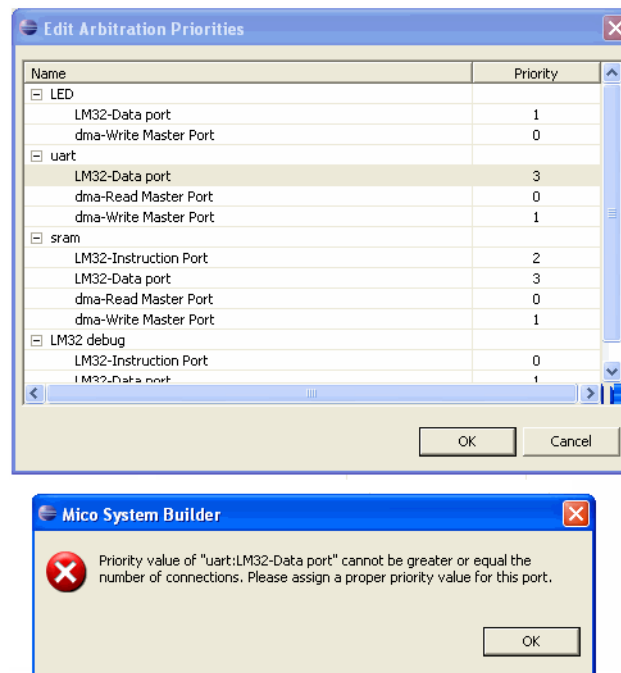 Edit Arbitration Priorities
Name Priority
LED
LM32-Data port 1
dma-Write Master Port 0
uart
LM32-Data port 3
dma-Read Master Port 0
dma-Write Master Port 1
sram
LM32-Instruction Port 2
LM32-Data port 3
dma-Read Master Port 0
dma-Write Master Port 1
LM32 debug
LM32-Instruction Port 0
LM32-Data port 1
OK Cancel
Mico System Builder
Priority value of "uart:LM32-Data port" cannot be greater or equal the
number of connections. Please assign a proper priority value for this port.
OK